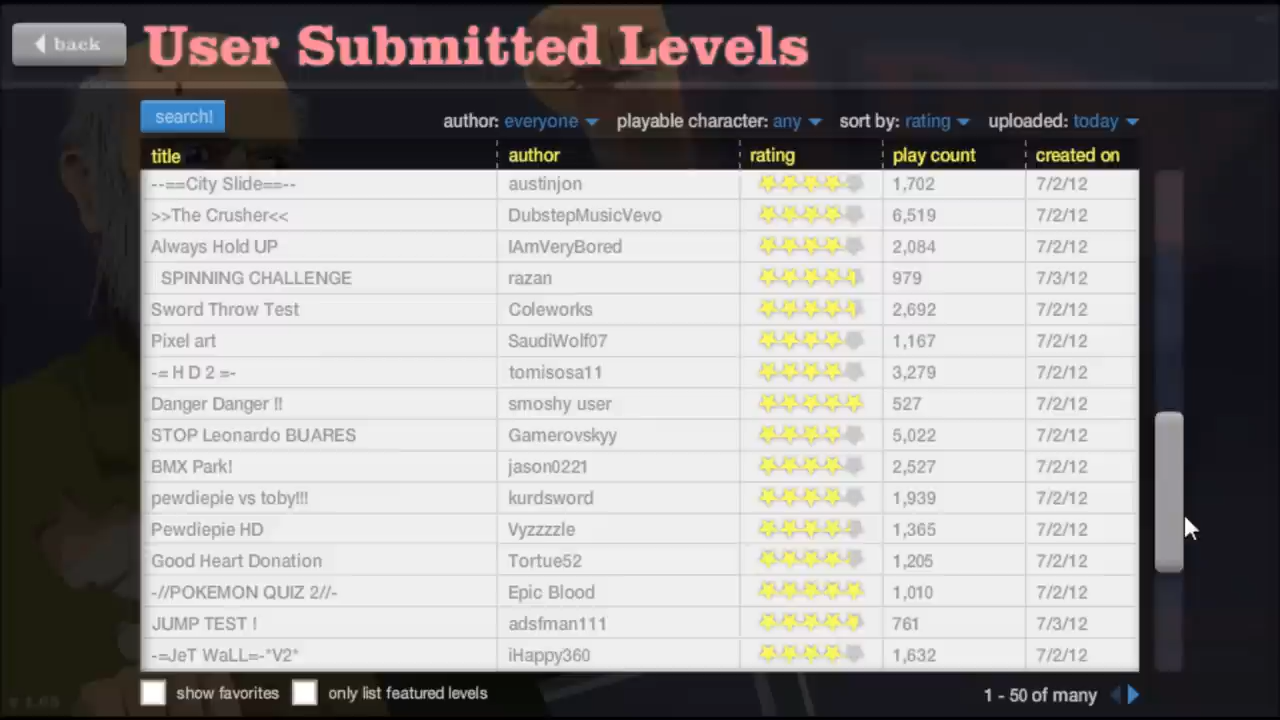 back
User Submitted Levels
search!
author: everyone playable character: any sort by: rating uploaded: today
title author rating play count created on
--==City Slide==-- austinjon 1,702 7/2/12
>>The Crusher<< DubstepMusicVevo 6,519 7/2/12
Always Hold UP IAmVeryBored 2,084 7/2/12
SPINNING CHALLENGE razan 979 7/3/12
Sword Throw Test Coleworks 2,692 7/2/12
Pixel art SaudiWolf07 1,167 7/2/12
-= H D 2 =- tomisosa11 3,279 7/2/12
Danger Danger !! smoshy user 527 7/2/12
STOP Leonardo BUARES Gamerovskyy 5,022 7/2/12
BMX Park! jason0221 2,527 7/2/12
pewdiepie vs toby!!! kurdsword 1,939 7/2/12
Pewdiepie HD Vyzzzzle 1,365 7/2/12
Good Heart Donation Tortue52 1,205 7/2/12
-//POKEMON QUIZ 2//- Epic Blood 1,010 7/2/12
JUMP TEST ! adsfman111 761 7/3/12
-=JeT WaLL=-*V2* iHappy360 1,632 7/2/12
show favorites only list featured levels 1 - 50 of many